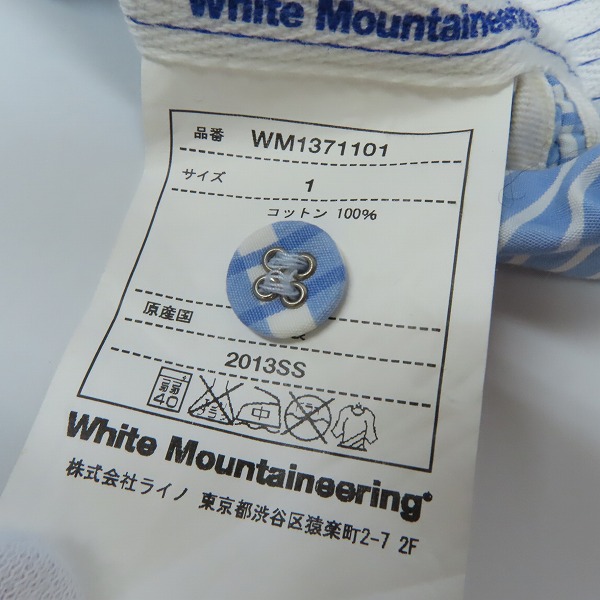 White Mountaineering
品番 WM1371101
サイズ 1
コットン 100%
原産国
2013SS
40 中
White Mountaineering®
株式会社ライノ 東京都渋谷区猿楽町2-7 2F